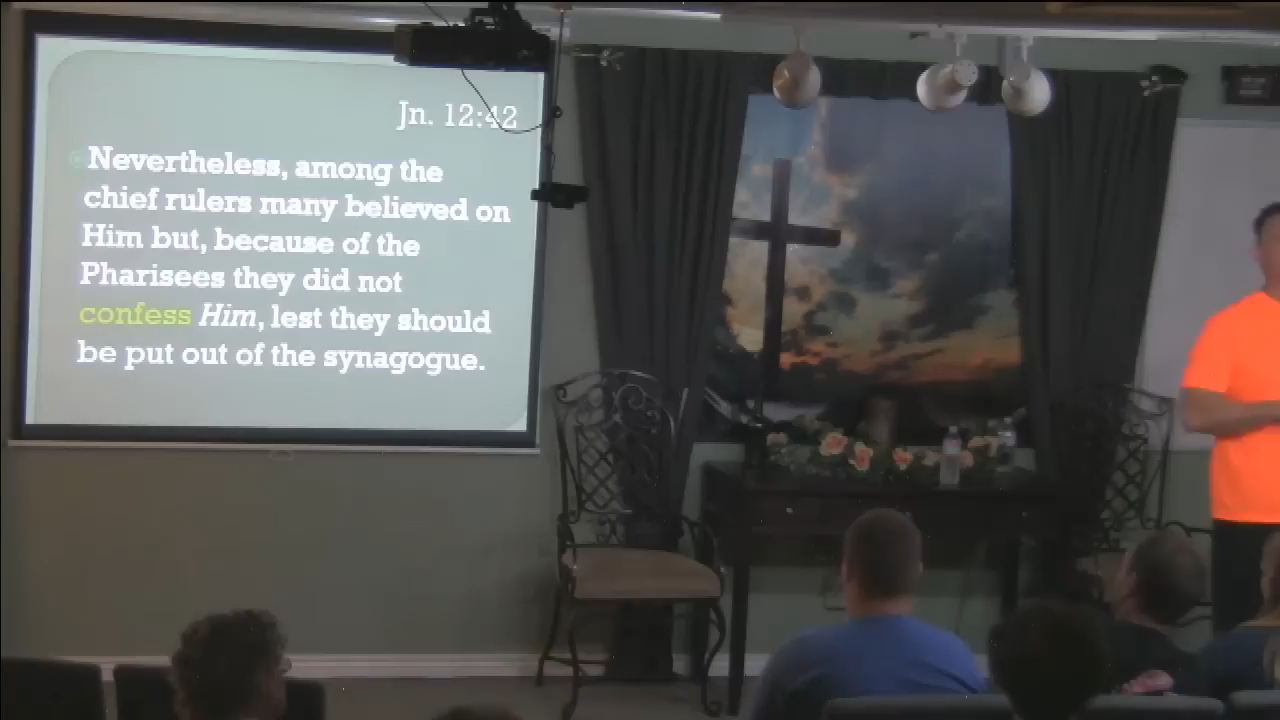 Jn. 12:42
Nevertheless, among the
chief rulers many believed on
Him but, because of the
Pharisees they did not
confess Him, lest they should
be put out of the synagogue.